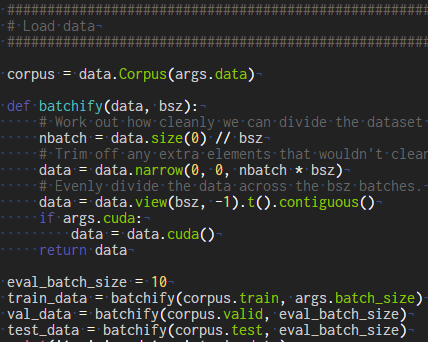 ###############################################
# Load data
###############################################
corpus = data.Corpus(args.data)
def batchify(data, bsz):
    # Work out how cleanly we can divide the dataset
    nbatch = data.size(0) // bsz
    # Trim off any extra elements that wouldn't clean
    data = data.narrow(0, 0, nbatch * bsz)
    # Evenly divide the data across the bsz batches.
    data = data.view(bsz, -1).t().contiguous()
    if args.cuda:
        data = data.cuda()
    return data
eval_batch_size = 10
train_data = batchify(corpus.train, args.batch_size)
val_data = batchify(corpus.valid, eval_batch_size)
test_data = batchify(corpus.test, eval_batch_size)